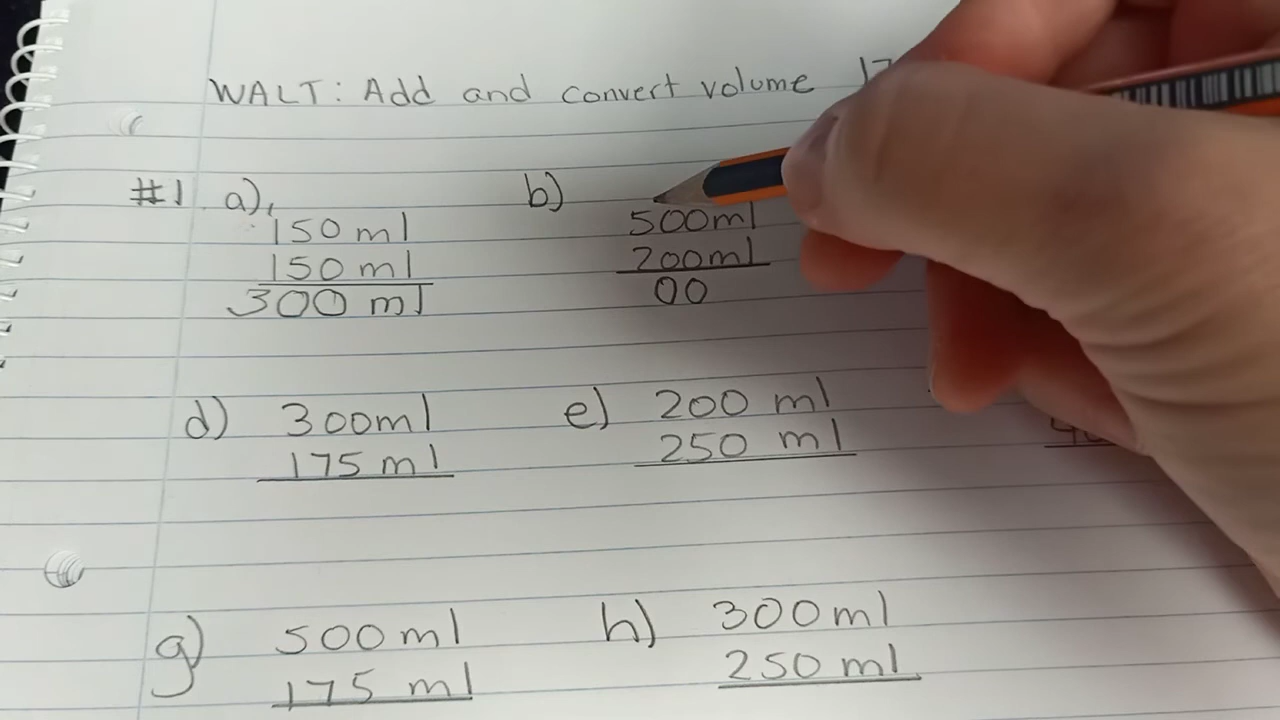 WALT: Add and convert volume 17
#1 a) b)
150 ml 500ml
150 ml 200ml
300 ml 00
d) 300ml e) 200 ml
175 ml 250 ml
g) 500 ml h) 300 ml
175 ml 250 ml